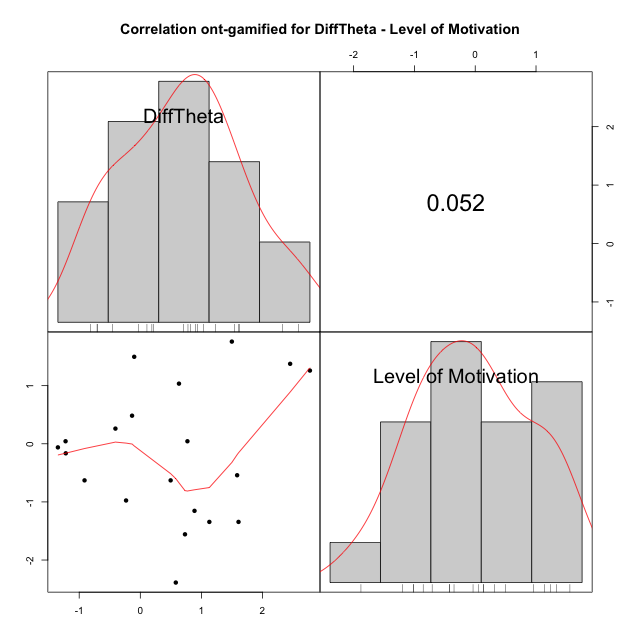 Correlation ont-gamified for DiffTheta - Level of Motivation
-2 -1 0 1
DiffTheta
2
1
0.052
0
-1
Level of Motivation
1
0
-1
-2
-1 0 1 2